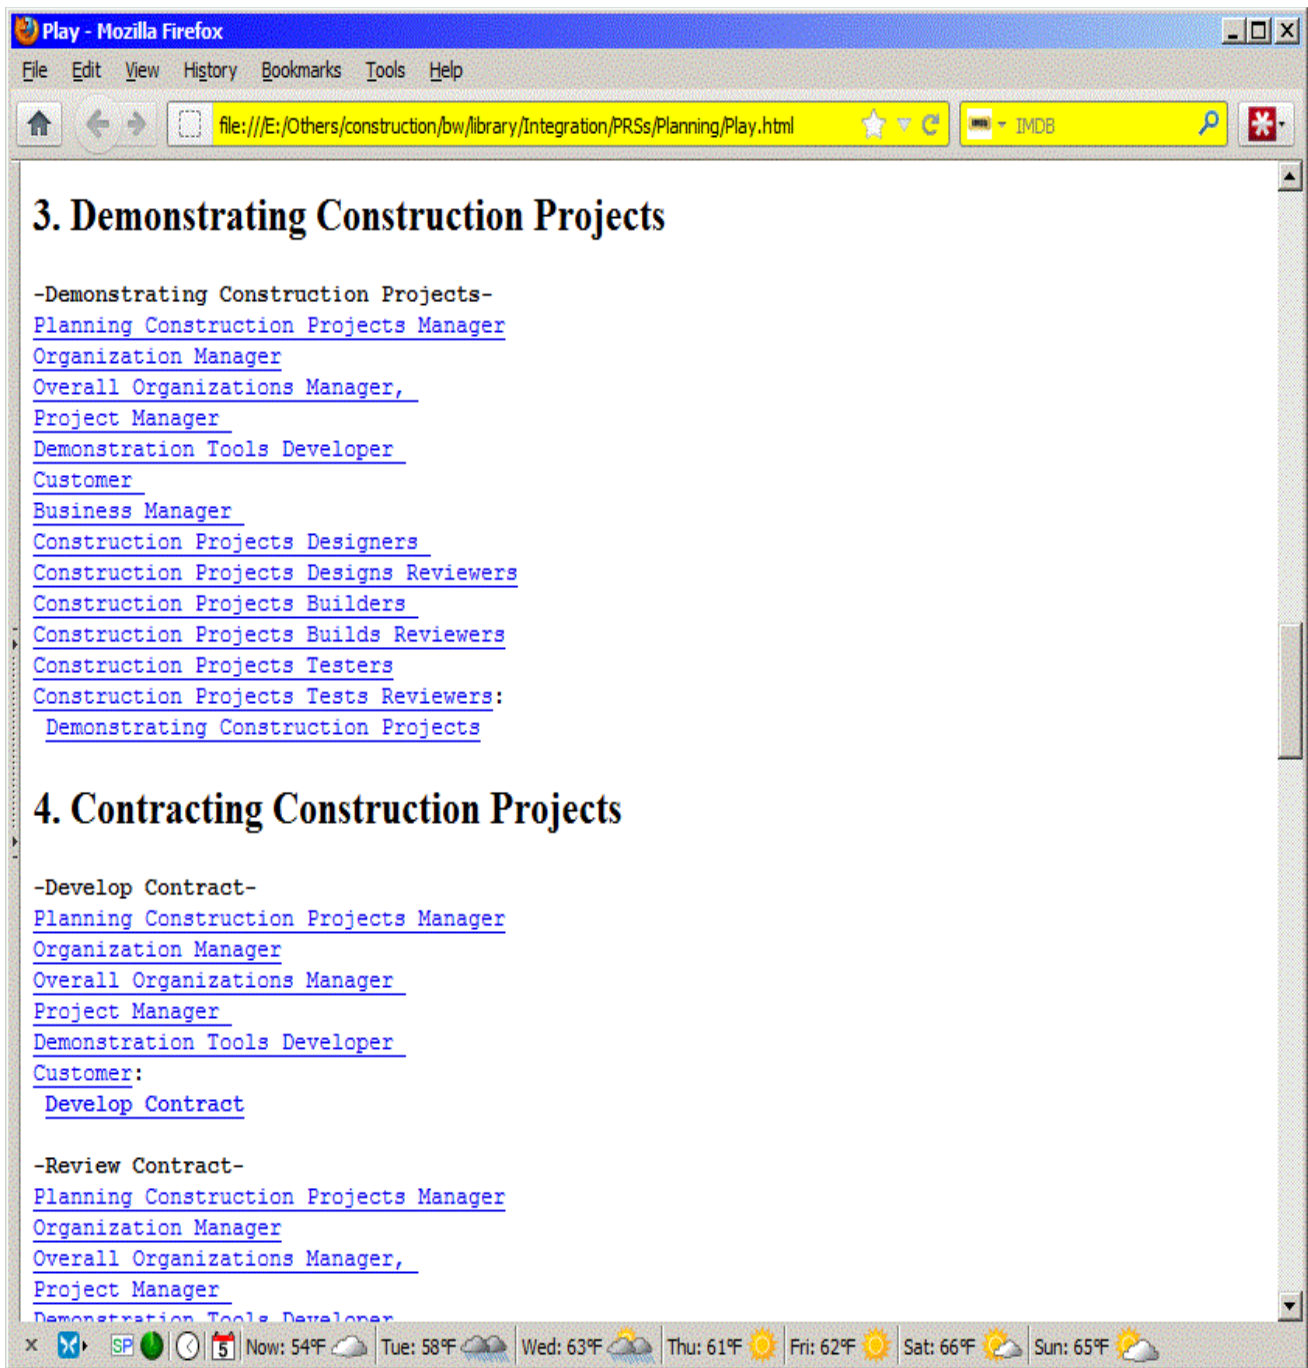 Play - Mozilla Firefox
File Edit View History Bookmarks Tools Help
file:///E:/Others/construction/bw/library/Integration/PRSs/Planning/Play.html IMDB
3. Demonstrating Construction Projects
-Demonstrating Construction Projects-
Planning Construction Projects Manager
Organization Manager
Overall Organizations Manager,
Project Manager
Demonstration Tools Developer
Customer
Business Manager
Construction Projects Designers
Construction Projects Designs Reviewers
Construction Projects Builders
Construction Projects Builds Reviewers
Construction Projects Testers
Construction Projects Tests Reviewers:
Demonstrating Construction Projects
4. Contracting Construction Projects
-Develop Contract-
Planning Construction Projects Manager
Organization Manager
Overall Organizations Manager
Project Manager
Demonstration Tools Developer
Customer:
Develop Contract
-Review Contract-
Planning Construction Projects Manager
Organization Manager
Overall Organizations Manager,
Project Manager
Demonstration Tools Developer
SP 5 Now: 54°F Tue: 58°F Wed: 63°F Thu: 61°F Fri: 62°F Sat: 66°F Sun: 65°F